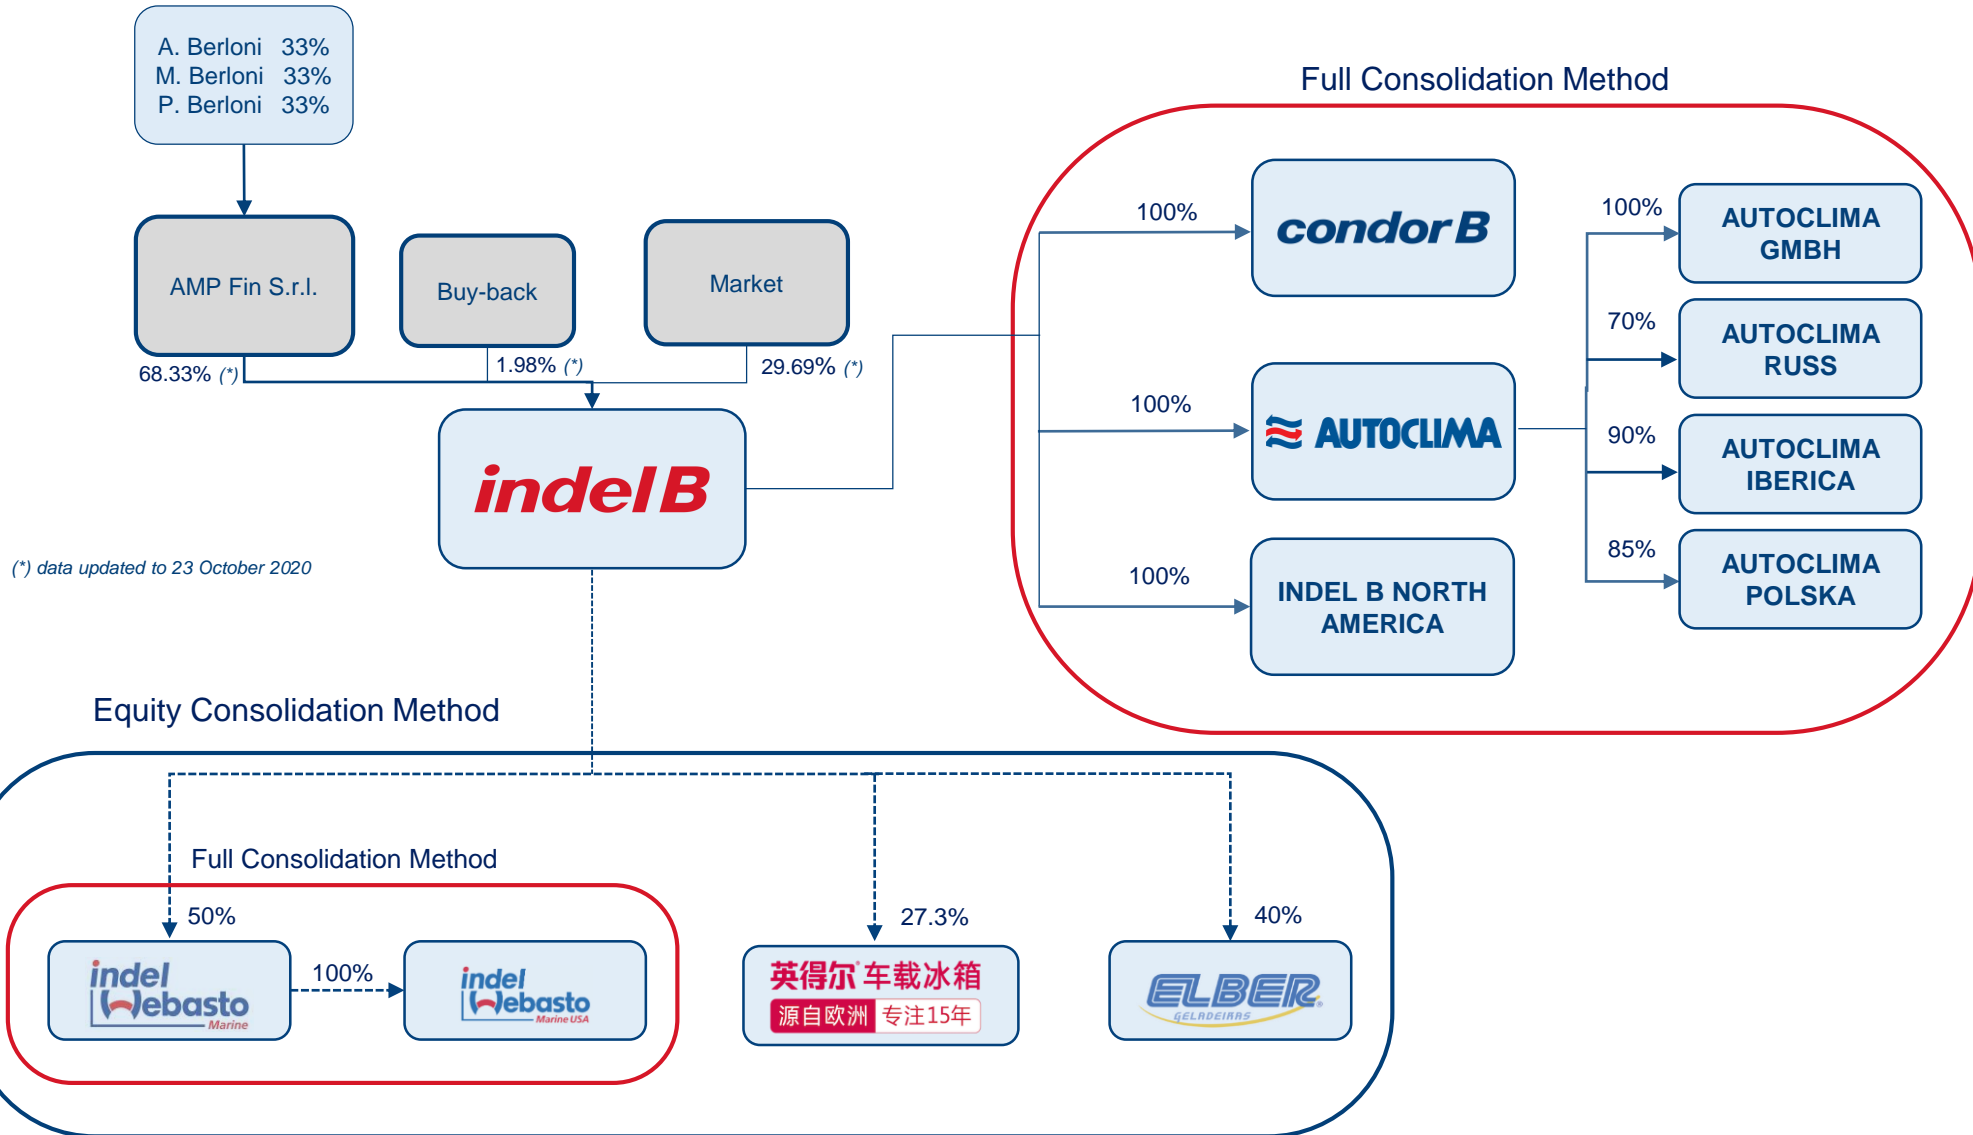 A. Berloni 33%
M. Berloni 33%
P. Berloni 33%
AMP Fin S.r.l.
Buy-back
Market
68.33% (*)
1.98% (*)
29.69% (*)
indel B
(*) data updated to 23 October 2020
Full Consolidation Method
100%
condor B
100%
AUTOCLIMA
100%
INDEL B NORTH
AMERICA
100%
AUTOCLIMA
GMBH
70%
AUTOCLIMA
RUSS
90%
AUTOCLIMA
IBERICA
85%
AUTOCLIMA
POLSKA
Equity Consolidation Method
Full Consolidation Method
50%
indel
Webasto
Marine
100%
indel
Webasto
Marine USA
27.3%
英得尔® 车载冰箱
源自欧洲 专注15年
40%
ELBER®
GELADEIRAS